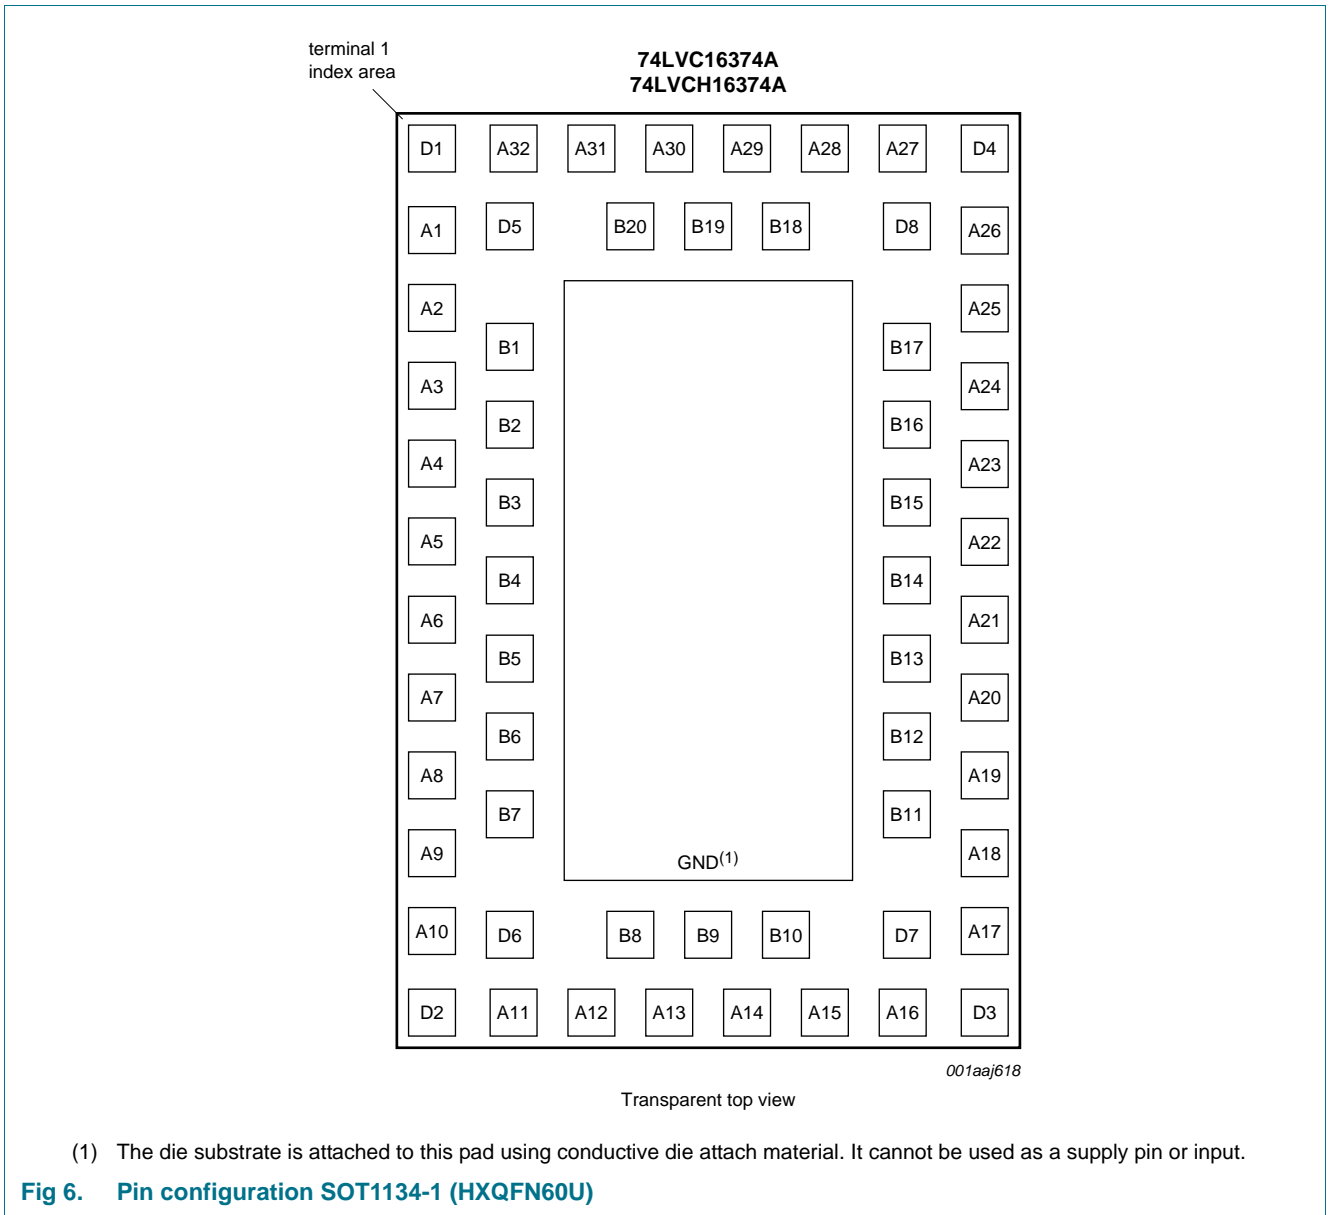 terminal 1
index area
74LVC16374A
74LVCH16374A
D1 A32 A31 A30 A29 A28 A27 D4
A1 D5 B20 B19 B18 D8 A26
A2 A25
B1 B17
A3 A24
B2 B16
A4 A23
B3 B15
A5 A22
B4 B14
A6 A21
B5 B13
A7 A20
B6 B12
A8 A19
B7 B11
A9 A18
GND(1)
A10 D6 B8 B9 B10 D7 A17
D2 A11 A12 A13 A14 A15 A16 D3
001aaj618
Transparent top view
(1) The die substrate is attached to this pad using conductive die attach material. It cannot be used as a supply pin or input.
Fig 6. Pin configuration SOT1134-1 (HXQFN60U)